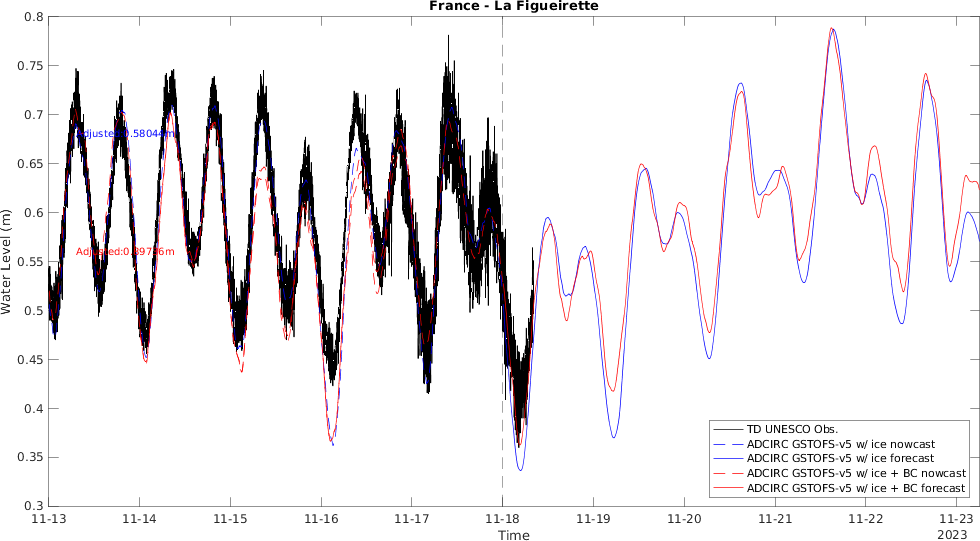 France - La Figueirette
0.8
0.75
0.7
0.65
0.6
0.55
0.5
0.45
0.4
0.35
0.3
Water Level (m)
Adjusted:0.58044m
11-13
11-14
11-15
11-16
11-17
11-18
11-19
11-20
11-21
11-22
11-23
2023
Time
TD UNESCO Obs.
ADCIRC GSTOFS-v5 w/ ice nowcast
ADCIRC GSTOFS-v5 w/ ice forecast
ADCIRC GSTOFS-v5 w/ ice + BC nowcast
ADCIRC GSTOFS-v5 w/ ice + BC forecast